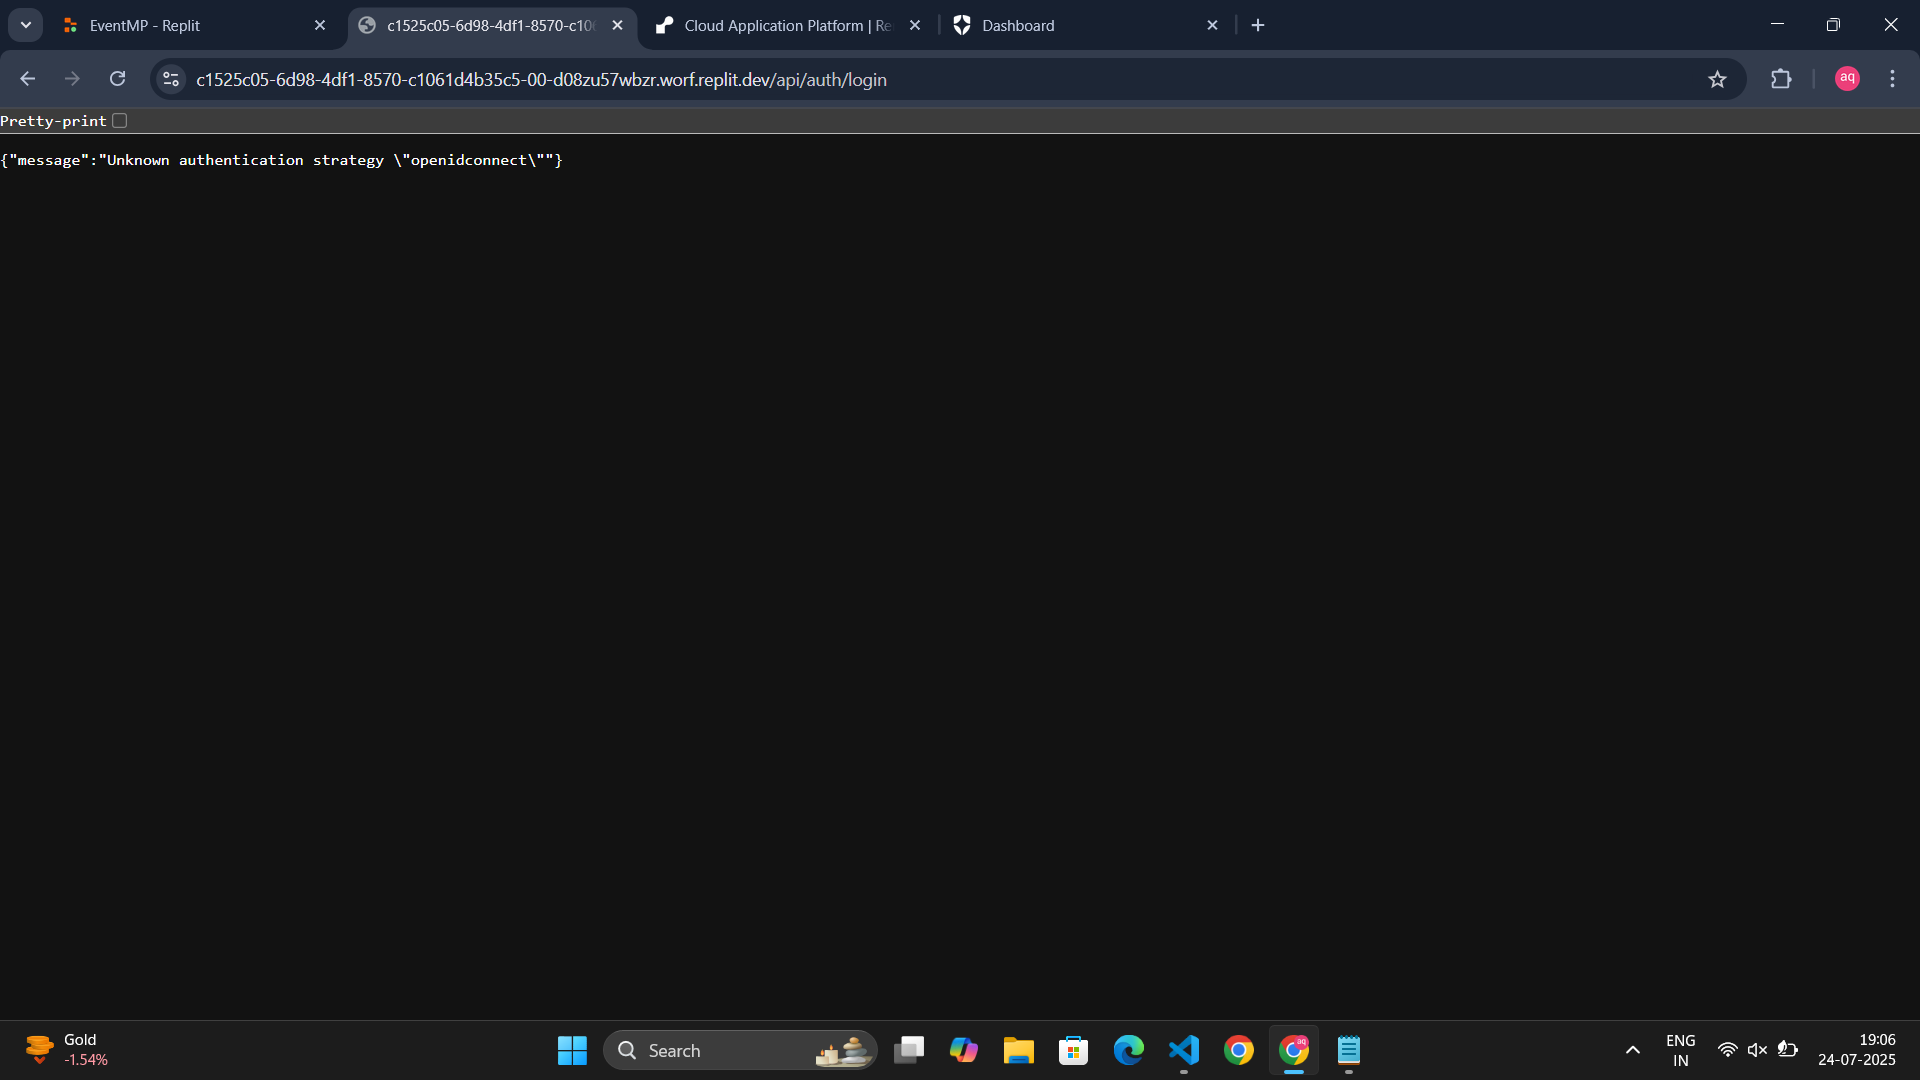 EventMP - Replit
c1525c05-6d98-4df1-8570-c106
Cloud Application Platform | Re
Dashboard
c1525c05-6d98-4df1-8570-c1061d4b35c5-00-d08zu57wbzr.worf.replit.dev/api/auth/login
aq
Pretty-print
{"message":"Unknown authentication strategy \"openidconnect\""}
Gold
-1.54%
Search
aq
ENG
IN
19:06
24-07-2025